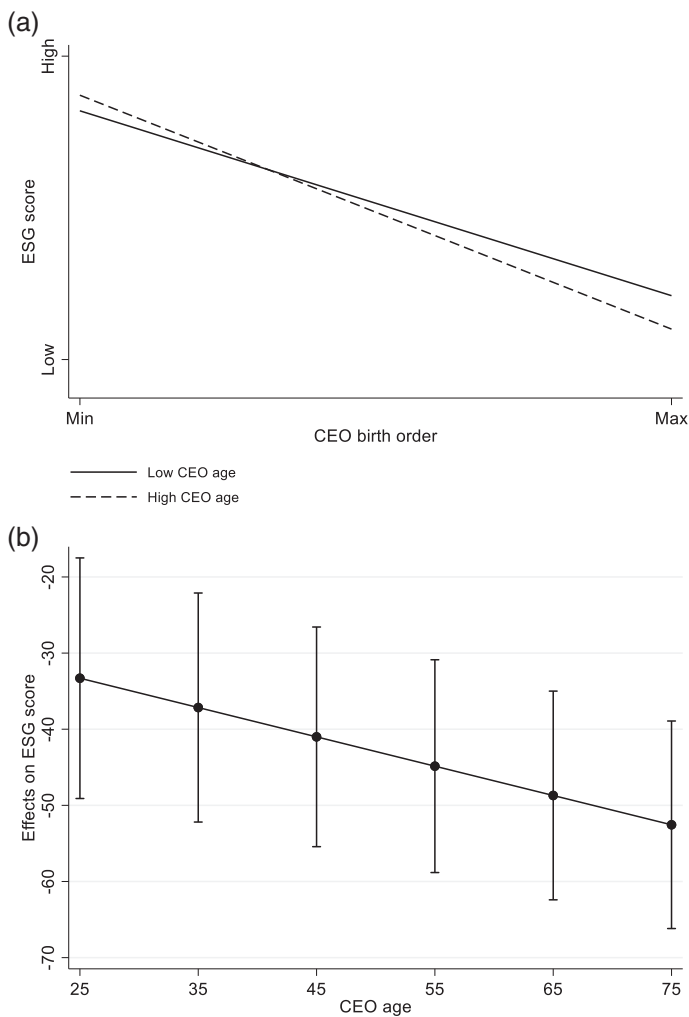 (a)
High
ESG score
Low
Min
Max
CEO birth order
Low CEO age
High CEO age
(b)
-20
-30
-40
-50
-60
-70
Effects on ESG score
25 35 45 55 65 75
CEO age